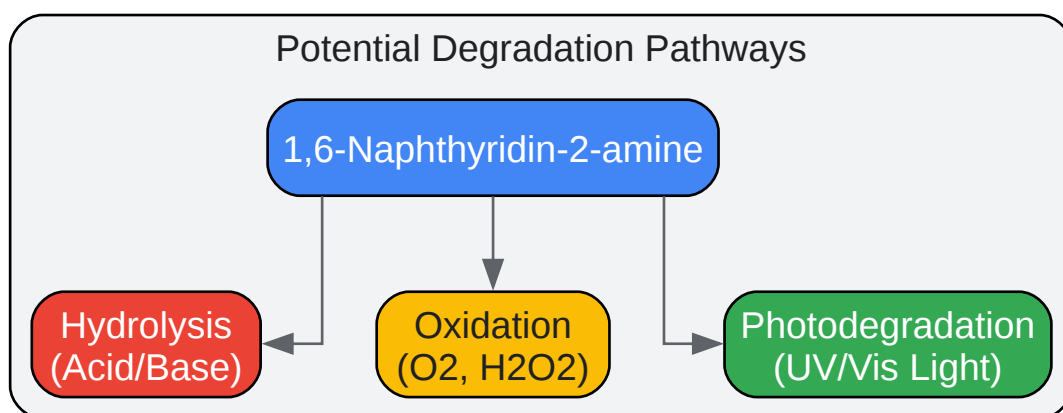 Potential Degradation Pathways
1,6-Naphthyridin-2-amine
Hydrolysis
(Acid/Base)
Oxidation
(O2, H2O2)
Photodegradation
(UV/Vis Light)